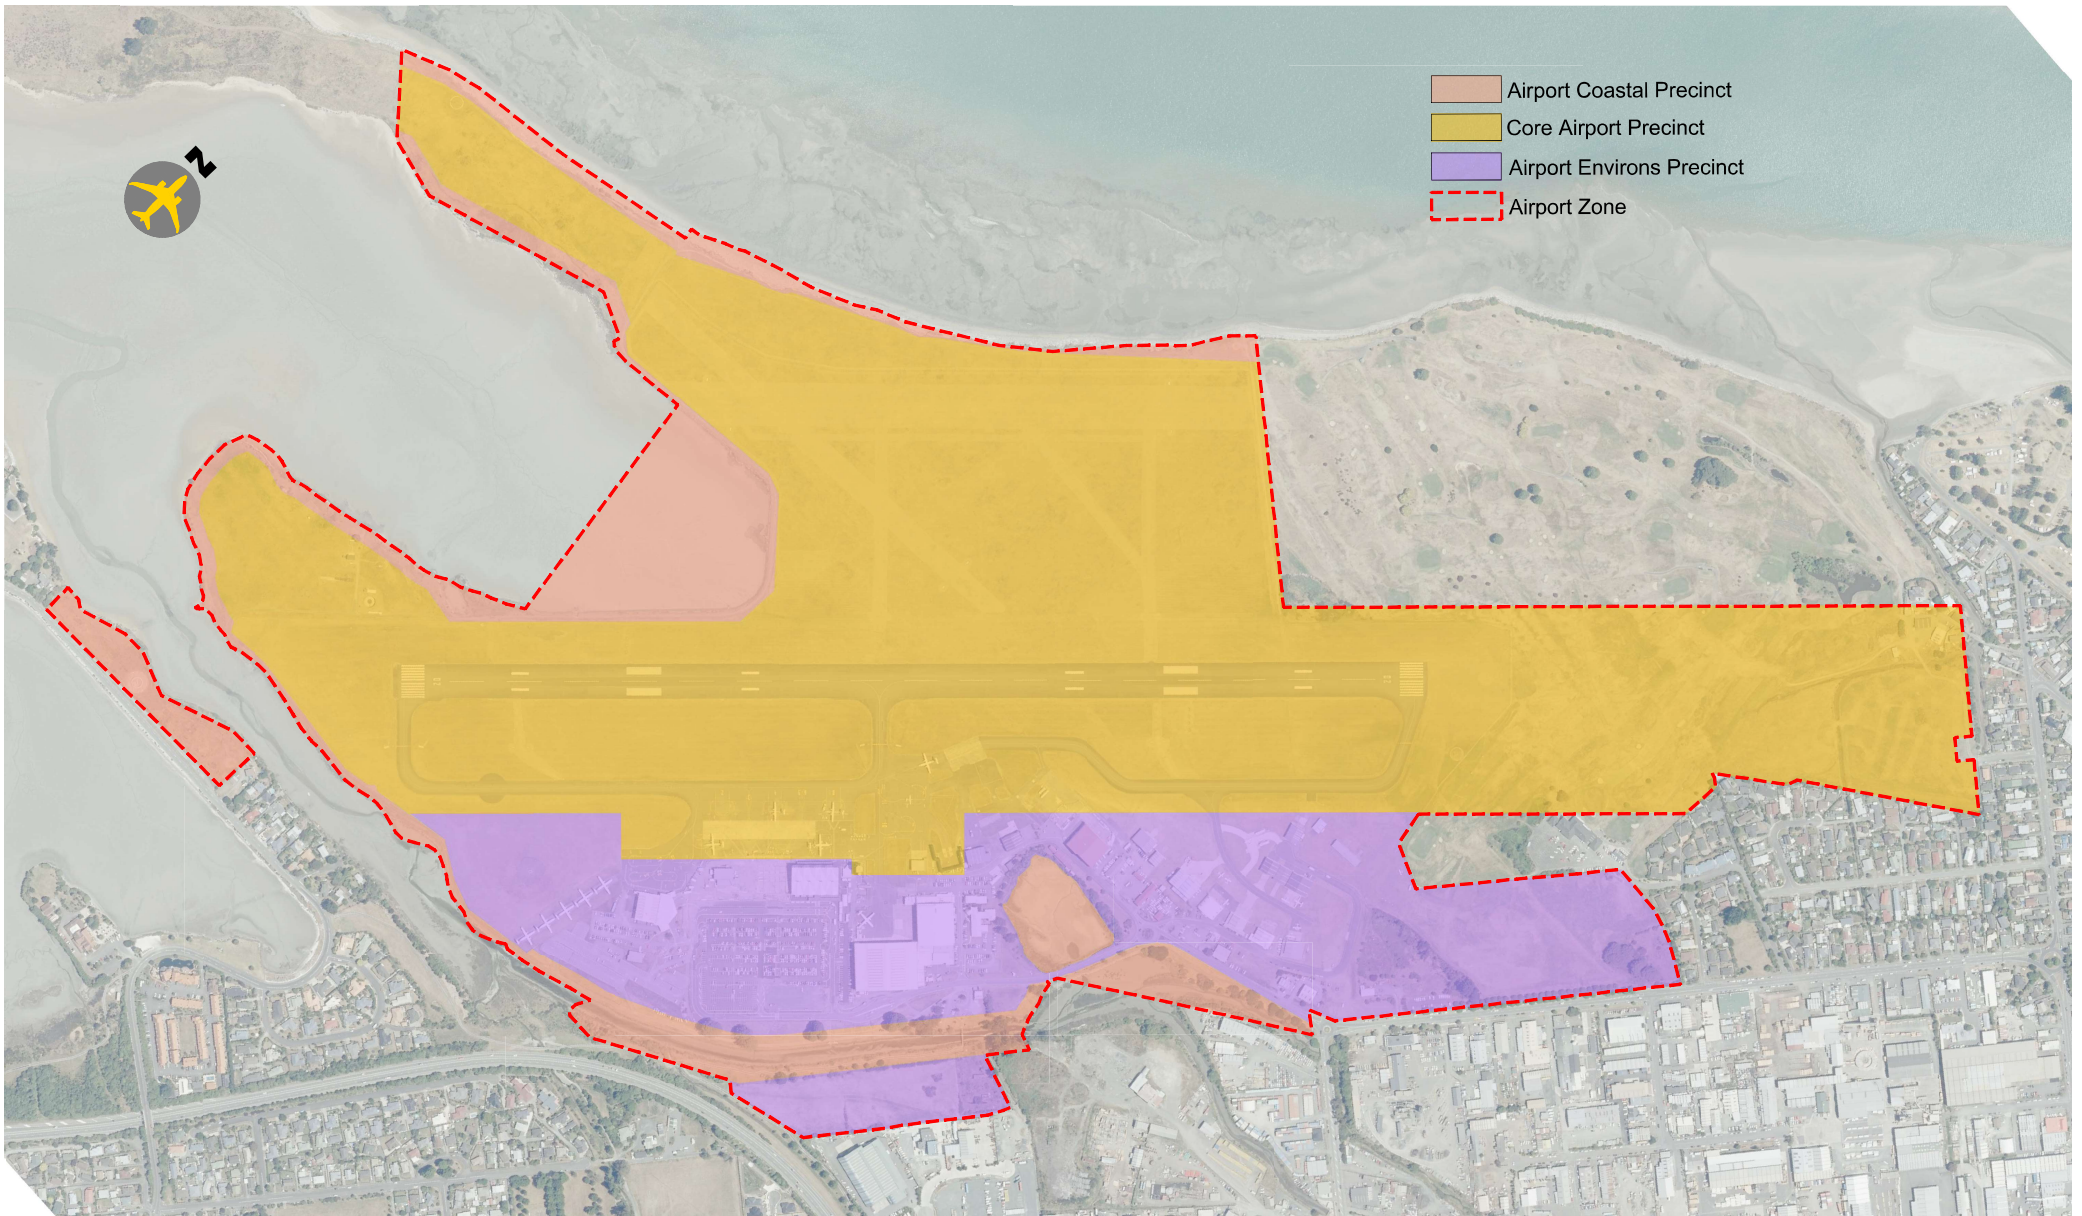 N
Airport Coastal Precinct
Core Airport Precinct
Airport Environs Precinct
Airport Zone